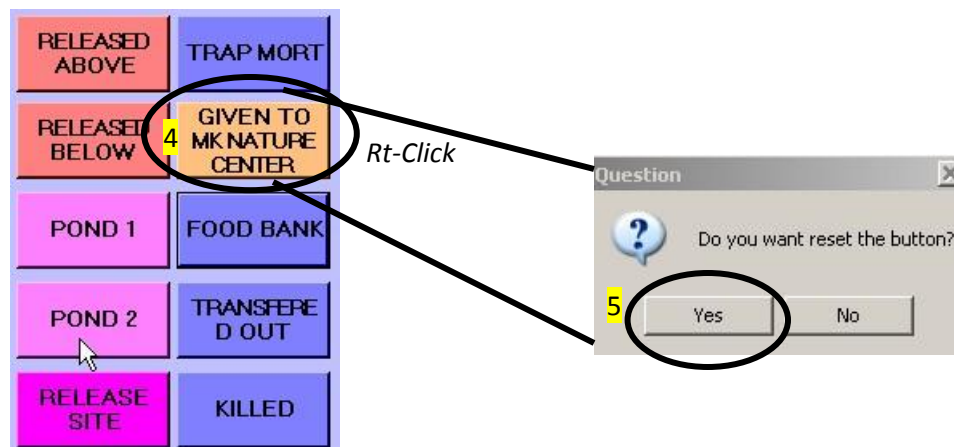 RELEASED
ABOVE
TRAP MORT
RELEASED
BELOW
4
GIVEN TO
MK NATURE
CENTER
Rt-Click
POND 1
FOOD BANK
POND 2
TRANSFERE
D OUT
RELEASE
SITE
KILLED
Question
Do you want reset the button?
5
Yes
No